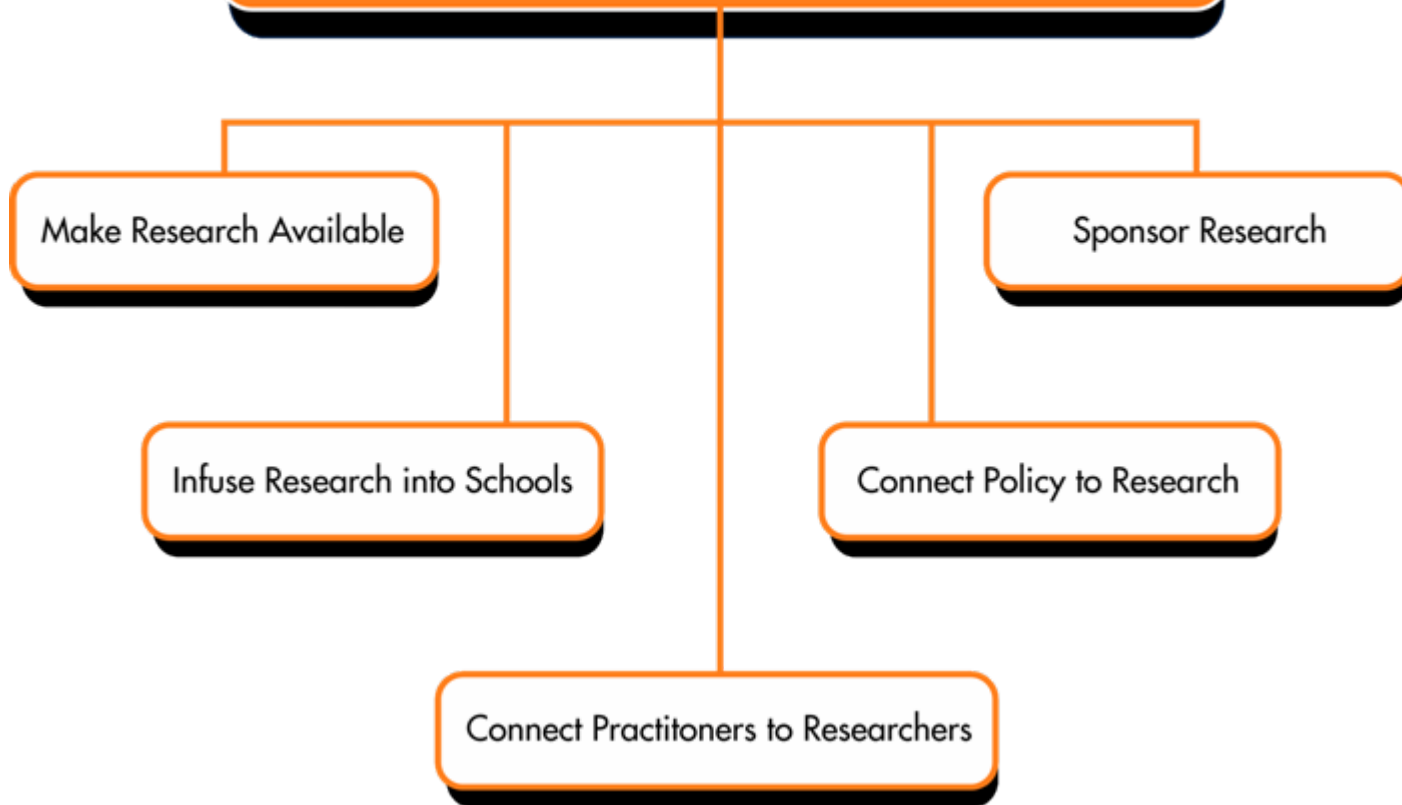 Make Research Available
Sponsor Research
Infuse Research into Schools
Connect Policy to Research
Connect Practitoners to Researchers